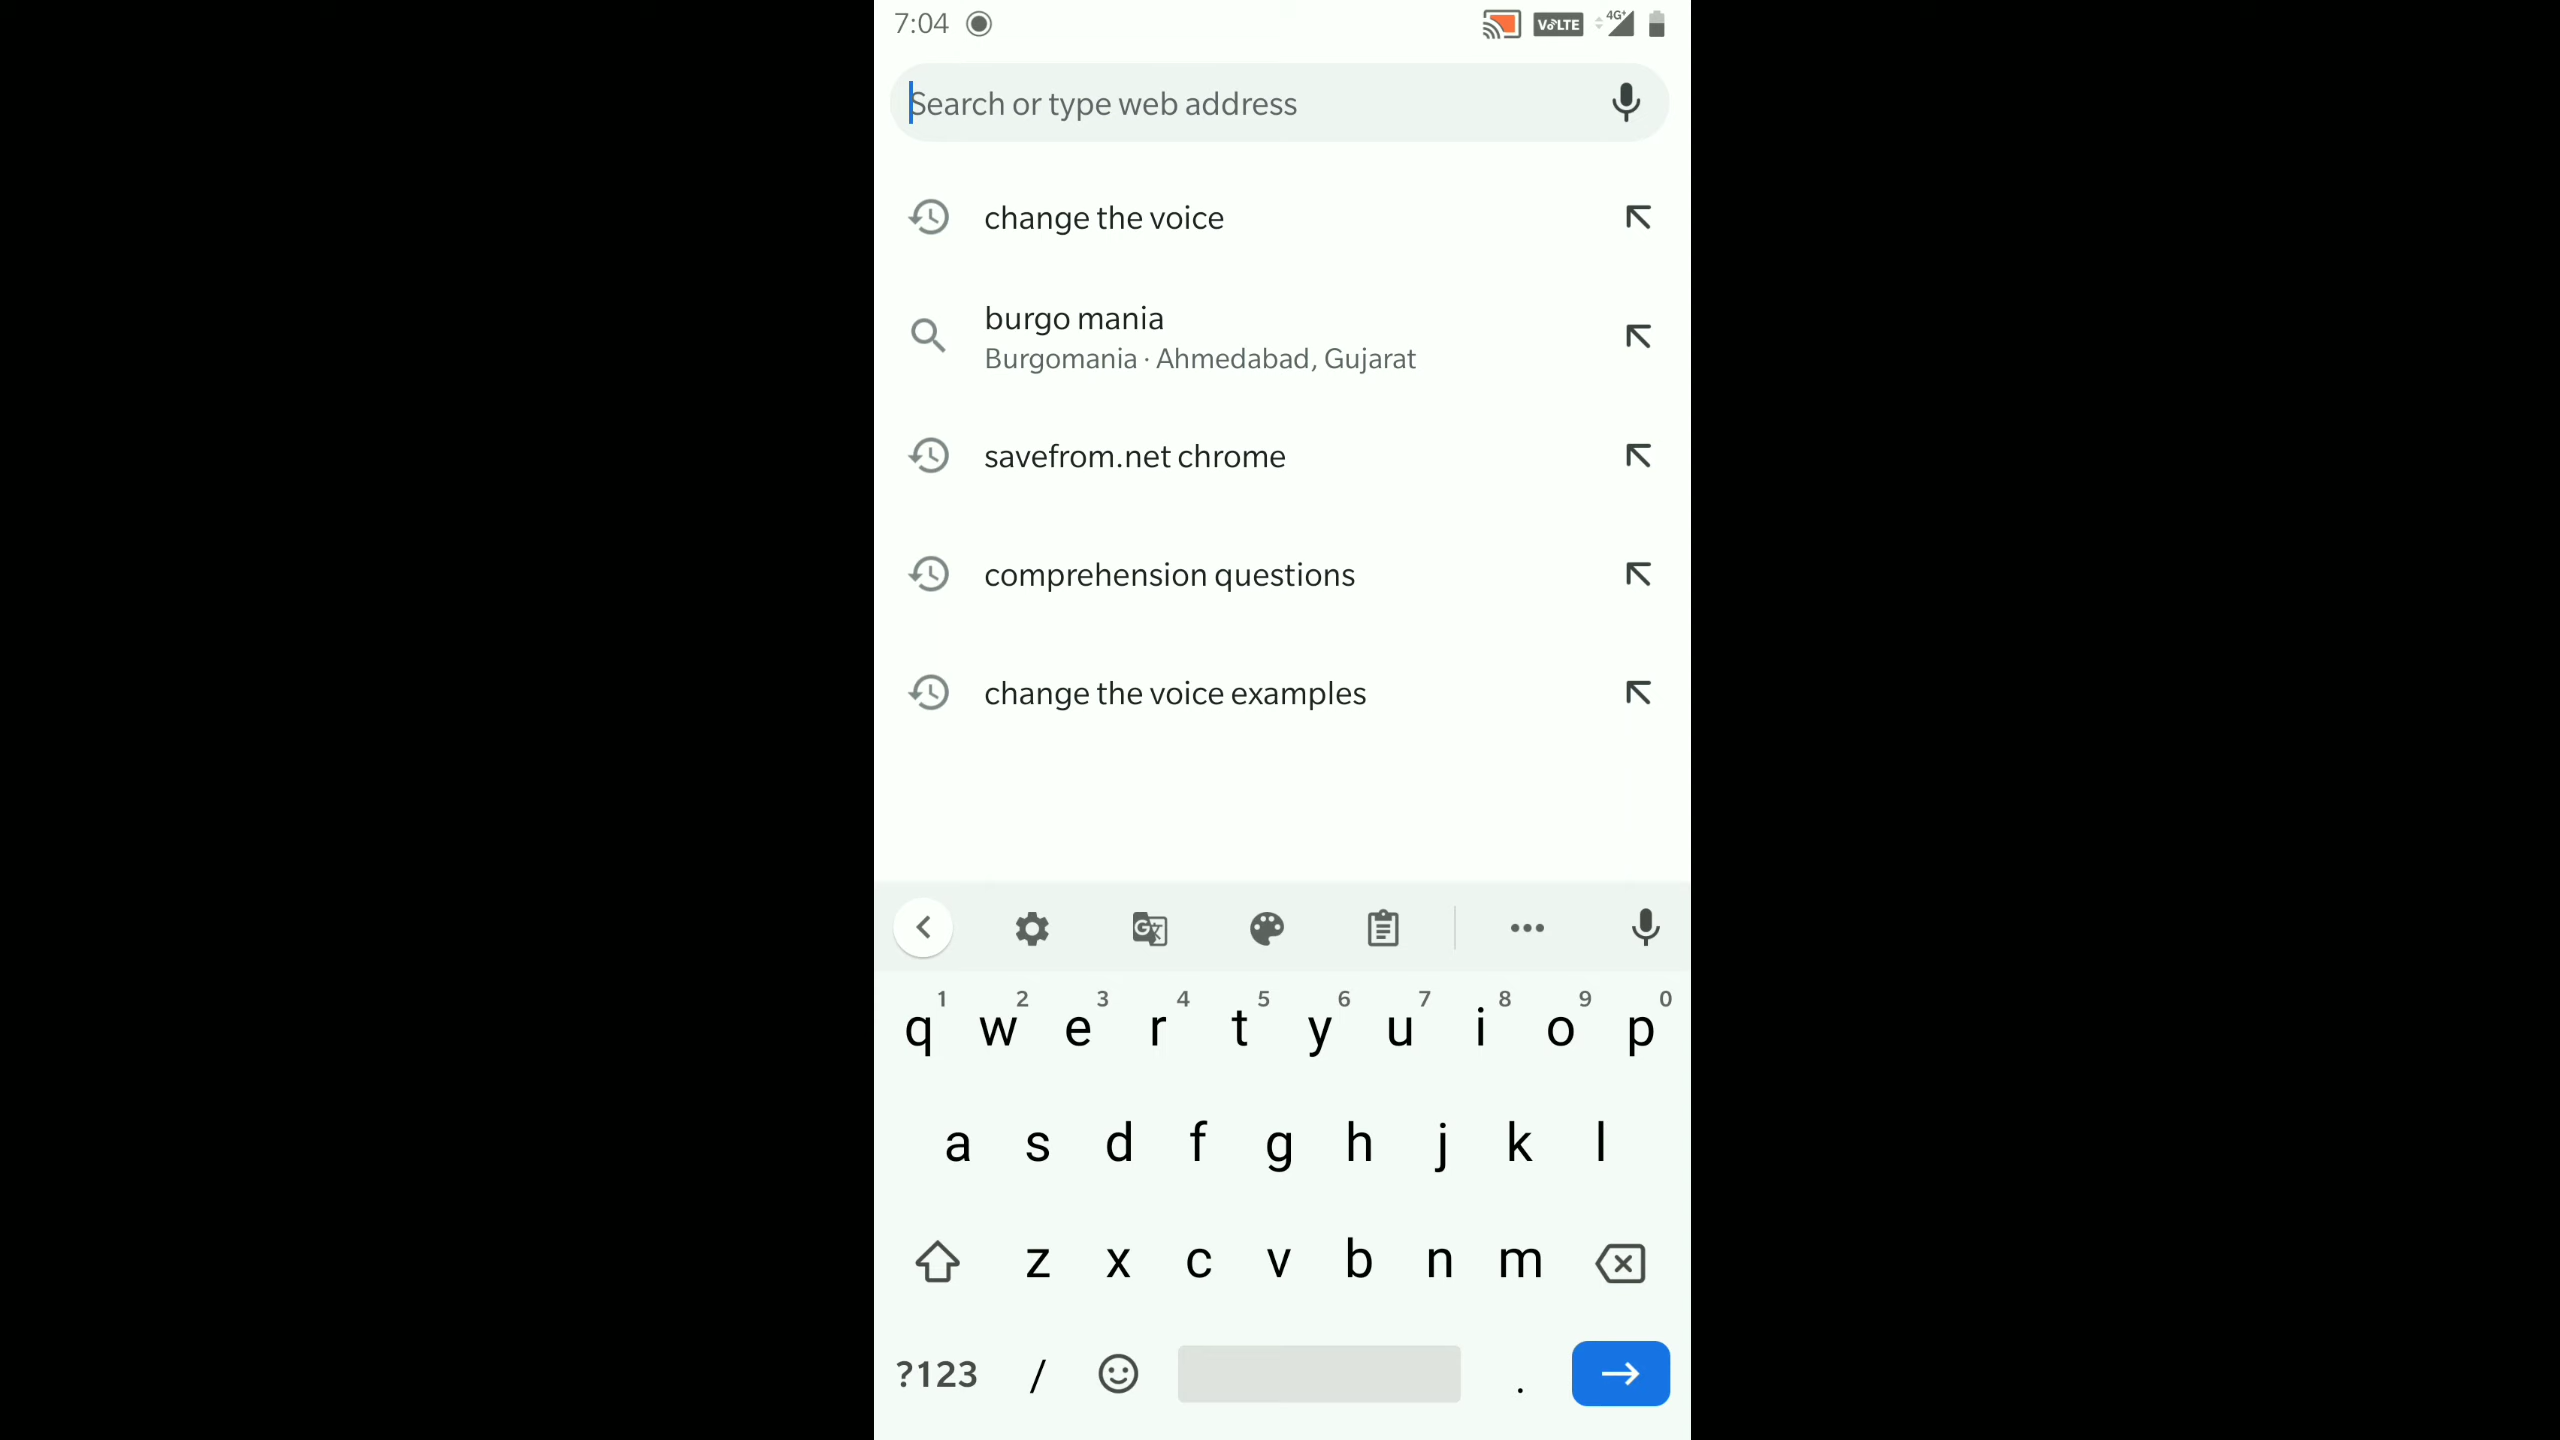 7:04
VoLTE 4G+
Search or type web address
change the voice
burgo mania
Burgomania · Ahmedabad, Gujarat
savefrom.net chrome
comprehension questions
change the voice examples
1 2 3 4 5 6 7 8 9 0
q w e r t y u i o p
a s d f g h j k l
z x c v b n m
?123 / .